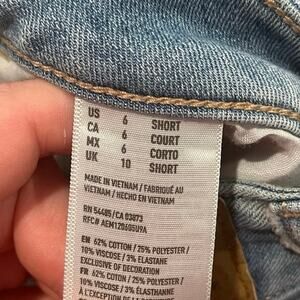 US 6 SHORT
CA 6 COURT
MX 6 CORTO
UK 10 SHORT
MADE IN VIETNAM / FABRIQUÉ AU
VIETNAM / HECHO EN VIETNAM
RN 54485/CA 03873
RFC# AEM120605U9A
EN 62% COTTON / 25% POLYESTER /
10% VISCOSE / 3% ELASTANE
EXCLUSIVE OF DECORATION
FR 62% COTON / 25% POLYESTER /
10% VISCOSE / 3% ÉLASTHANNE